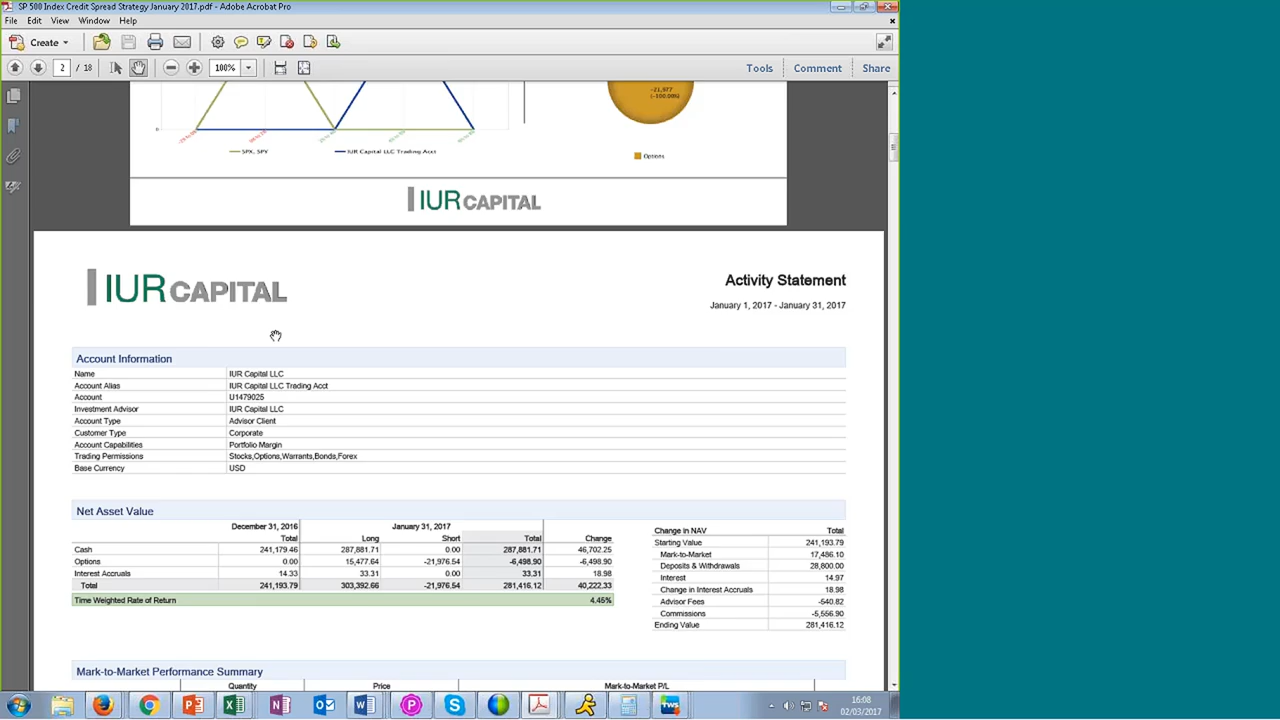 SP 500 Index Credit Spread Strategy January 2017.pdf - Adobe Acrobat Pro
File Edit View Window Help
Create
2 / 18 100% Tools Comment Share
-21,977
(-100.00%)
0
SPX, SPY IUR Capital LLC Trading Acct
Options
IUR CAPITAL
IUR CAPITAL
Activity Statement
January 1, 2017 - January 31, 2017
Account Information
Name IUR Capital LLC
Account Alias IUR Capital LLC Trading Acct
Account U1479025
Investment Advisor IUR Capital LLC
Account Type Advisor Client
Customer Type Corporate
Account Capabilities Portfolio Margin
Trading Permissions Stocks,Options,Warrants,Bonds,Forex
Base Currency USD
Net Asset Value
December 31, 2016 January 31, 2017
Total Long Short Total Change
Cash 241,179.46 287,881.71 0.00 287,881.71 46,702.25
Options 0.00 15,477.64 -21,976.54 -6,498.90 -6,498.90
Interest Accruals 14.33 33.31 0.00 33.31 18.98
Total 241,193.79 303,392.66 -21,976.54 281,416.12 40,222.33
Time Weighted Rate of Return 4.45%
Change in NAV Total
Starting Value 241,193.79
Mark-to-Market 17,486.10
Deposits & Withdrawals 28,800.00
Interest 14.97
Change in Interest Accruals 18.98
Advisor Fees -540.82
Commissions -5,556.90
Ending Value 281,416.12
Mark-to-Market Performance Summary
Quantity Price Mark-to-Market P/L
16:08
02/03/2017